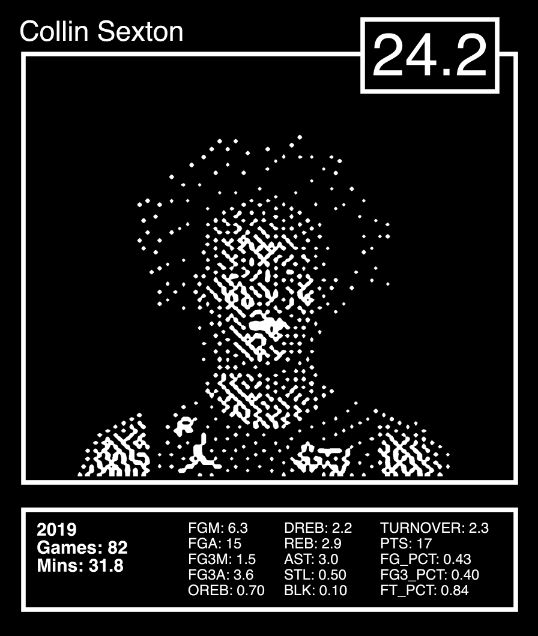 Collin Sexton
24.2
2019
Games: 82
Mins: 31.8
FGM: 6.3
FGA: 15
FG3M: 1.5
FG3A: 3.6
OREB: 0.70
DREB: 2.2
REB: 2.9
AST: 3.0
STL: 0.50
BLK: 0.10
TURNOVER: 2.3
PTS: 17
FG_PCT: 0.43
FG3_PCT: 0.40
FT_PCT: 0.84